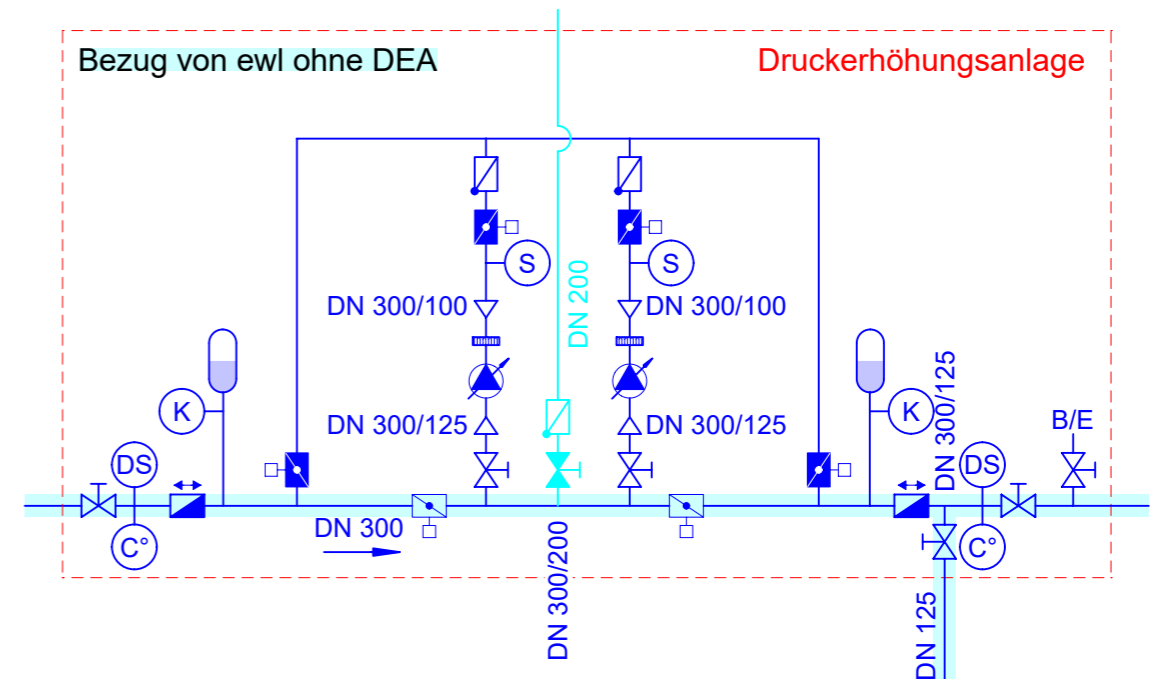 Bezug von ewl ohne DEA
Druckerhöhungsanlage
S
S
DN 300/100
DN 200
DN 300/100
K
DN 300/125
DN 300/125
K
DN 300/125
B/E
DS
DS
DN 300
C°
C°
DN 300/200
DN 125